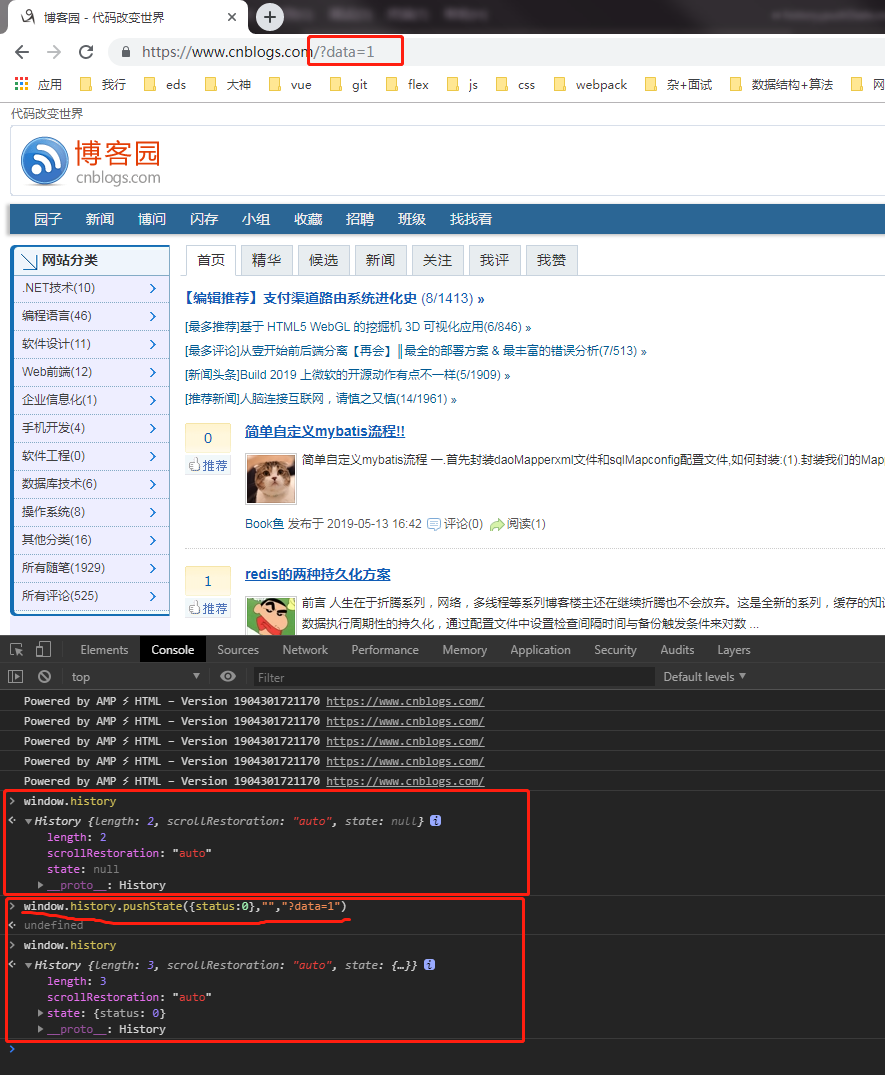 博客园 - 代码改变世界
https://www.cnblogs.com/?data=1
应用 我行 eds 大神 vue git flex js css webpack 杂+面试 数据结构+算法 网
代码改变世界
博客园
cnblogs.com
园子 新闻 博问 闪存 小组 收藏 招聘 班级 找找看
网站分类
.NET技术(10)
编程语言(46)
软件设计(11)
Web前端(12)
企业信息化(1)
手机开发(4)
软件工程(0)
数据库技术(6)
操作系统(8)
其他分类(16)
所有随笔(1929)
所有评论(525)
首页 精华 候选 新闻 关注 我评 我赞
【编辑推荐】支付渠道路由系统进化史 (8/1413) »
[最多推荐]基于 HTML5 WebGL 的挖掘机 3D 可视化应用(6/846) »
[最多评论]从壹开始前后端分离【再会】║最全的部署方案 & 最丰富的错误分析(7/513) »
[新闻头条]Build 2019 上微软的开源动作有点不一样(5/1909) »
[推荐新闻]人脑连接互联网，请慎之又慎(14/1961) »
0
推荐
简单自定义mybatis流程!!
简单自定义mybatis流程 一.首先封装daoMapperxml文件和sqlMapconfig配置文件,如何封装:(1).封装我们的Map
Book鱼 发布于 2019-05-13 16:42 评论(0) 阅读(1)
1
推荐
redis的两种持久化方案
前言 人生在于折腾系列，网络，多线程等系列博客楼主还在继续折腾也不会放弃。这是全新的系列，缓存的知识
数据执行周期性的持久化，通过配置文件中设置检查间隔时间与备份触发条件来对数 ...
Elements Console Sources Network Performance Memory Application Security Audits Layers
top Filter Default levels ▼
Powered by AMP ⚡ HTML – Version 1904301721170 https://www.cnblogs.com/
Powered by AMP ⚡ HTML – Version 1904301721170 https://www.cnblogs.com/
Powered by AMP ⚡ HTML – Version 1904301721170 https://www.cnblogs.com/
Powered by AMP ⚡ HTML – Version 1904301721170 https://www.cnblogs.com/
Powered by AMP ⚡ HTML – Version 1904301721170 https://www.cnblogs.com/
window.history
History {length: 2, scrollRestoration: "auto", state: null}
length: 2
scrollRestoration: "auto"
state: null
__proto__: History
window.history.pushState({status:0},"","?data=1")
undefined
window.history
History {length: 3, scrollRestoration: "auto", state: {…}}
length: 3
scrollRestoration: "auto"
state: {status: 0}
__proto__: History